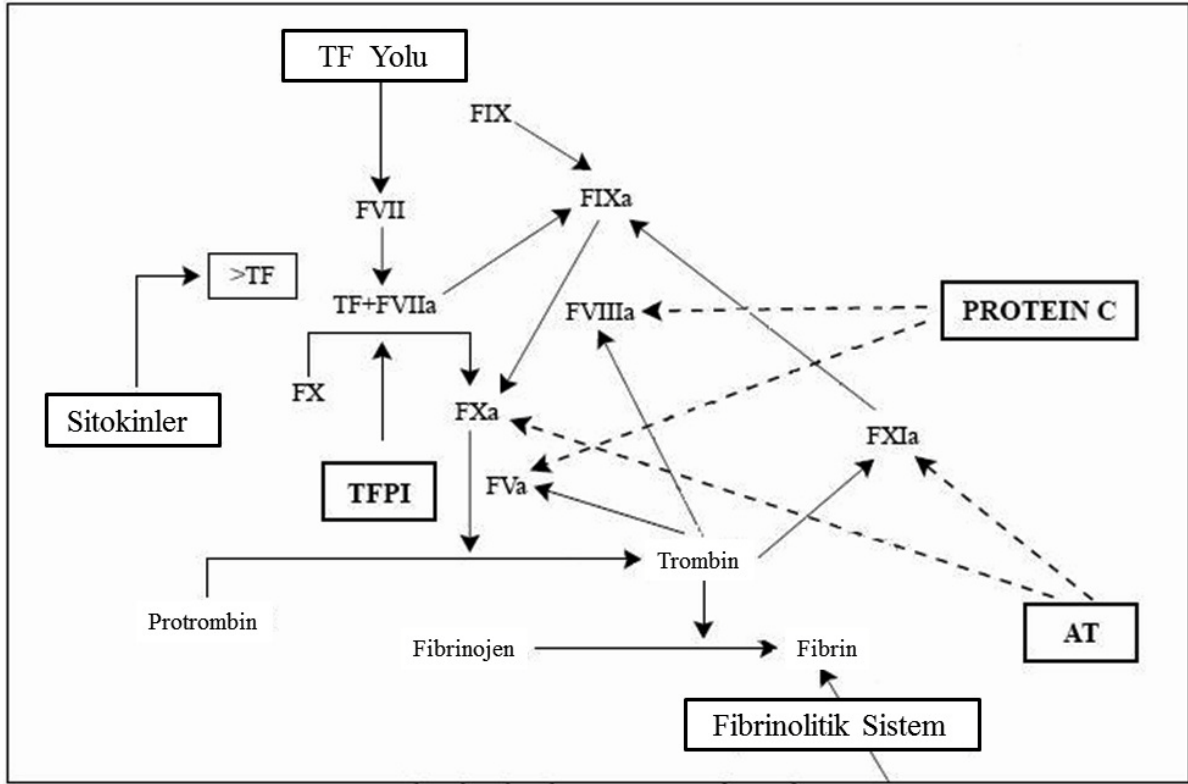 TF Yolu
FIX
FIXa
FVII
>TF
TF+FVIIa
FVIIIa
PROTEIN C
FX
Sitokinler
FXa
FXIa
TFPI
FVa
Trombin
Protrombin
AT
Fibrinojen
Fibrin
Fibrinolitik Sistem